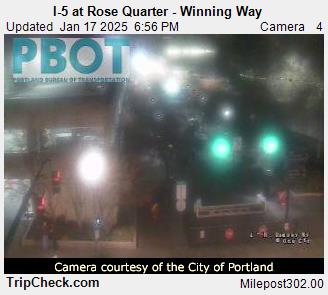 I-5 at Rose Quarter - Winning Way
Updated Jan 17 2025 6:56 PM Camera 4
PBOT
PORTLAND BUREAU OF TRANSPORTATION
Camera courtesy of the City of Portland
TripCheck.com Milepost302.00